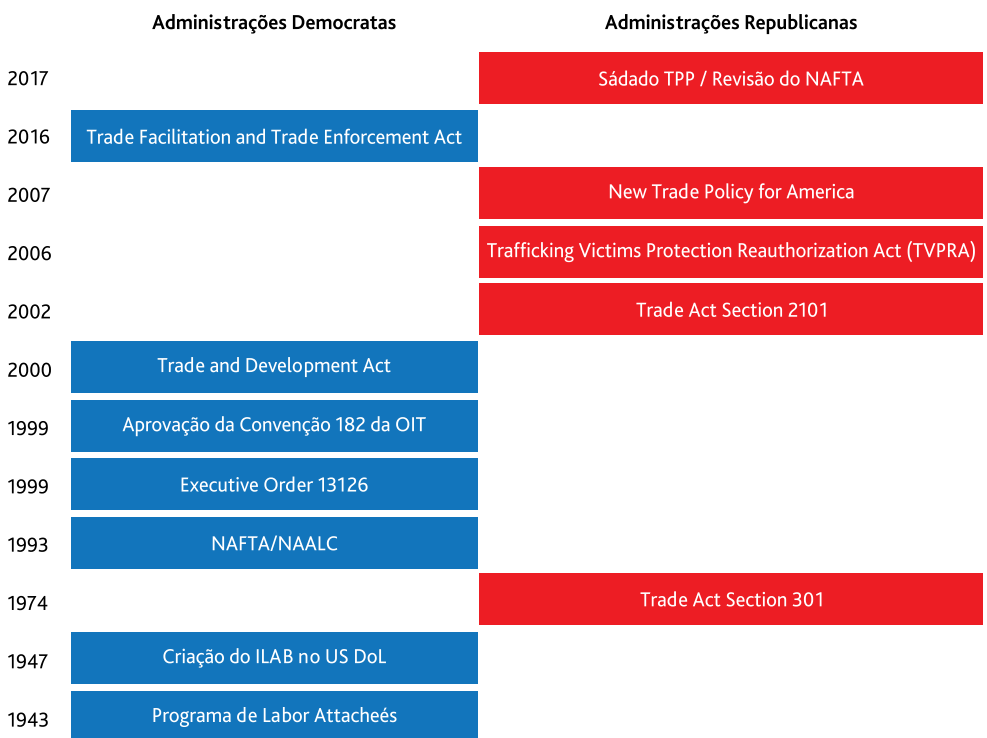 Administrações Democratas Administrações Republicanas
2017 Sádado TPP / Revisão do NAFTA
2016 Trade Facilitation and Trade Enforcement Act
2007 New Trade Policy for America
2006 Trafficking Victims Protection Reauthorization Act (TVPRA)
2002 Trade Act Section 2101
2000 Trade and Development Act
1999 Aprovação da Convenção 182 da OIT
1999 Executive Order 13126
1993 NAFTA/NAALC
1974 Trade Act Section 301
1947 Criação do ILAB no US DoL
1943 Programa de Labor Attacheés